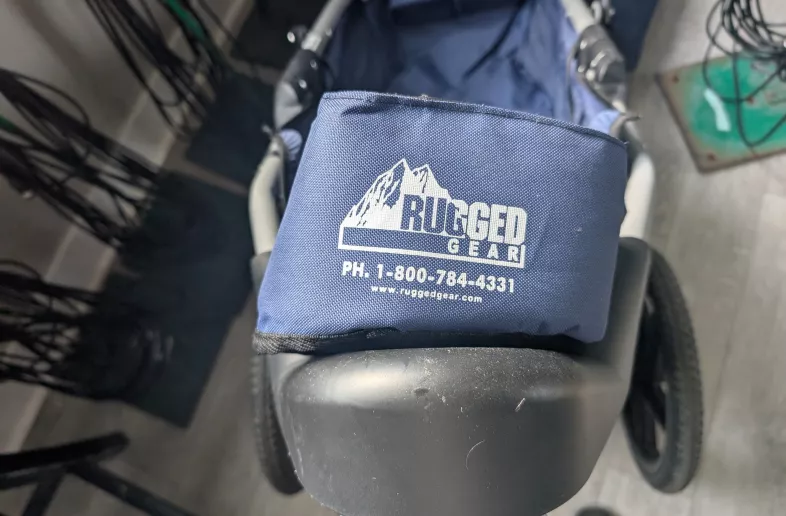 RUGGED
GEAR
PH. 1-800-784-4331
www.ruggedgear.com